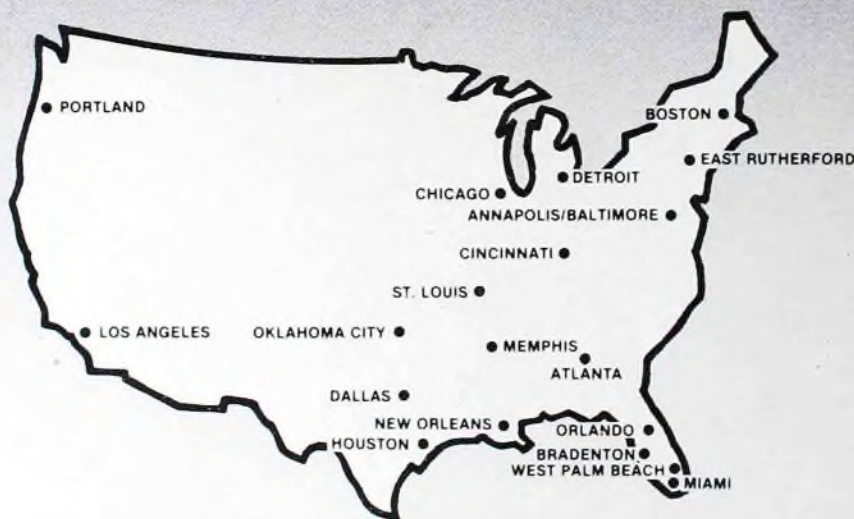 PORTLAND
BOSTON
EAST RUTHERFORD
DETROIT
CHICAGO
ANNAPOLIS/BALTIMORE
CINCINNATI
ST. LOUIS
LOS ANGELES
OKLAHOMA CITY
MEMPHIS
ATLANTA
DALLAS
NEW ORLEANS
ORLANDO
HOUSTON
BRADENTON
WEST PALM BEACH
MIAMI